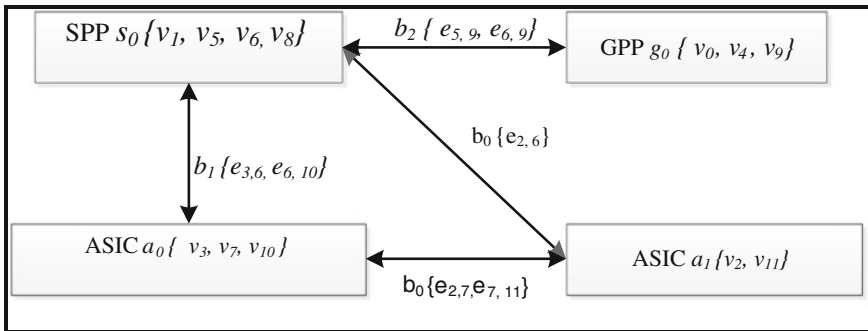 SPP s0 {v1, v5, v6, v8}
b2 { e5, 9, e6, 9}
GPP g0 { v0, v4, v9}
b0 {e2, 6}
b1 {e3,6, e6, 10}
ASIC a0 { v3, v7, v10}
ASIC a1 {v2, v11}
b0 {e2,7,e7, 11}